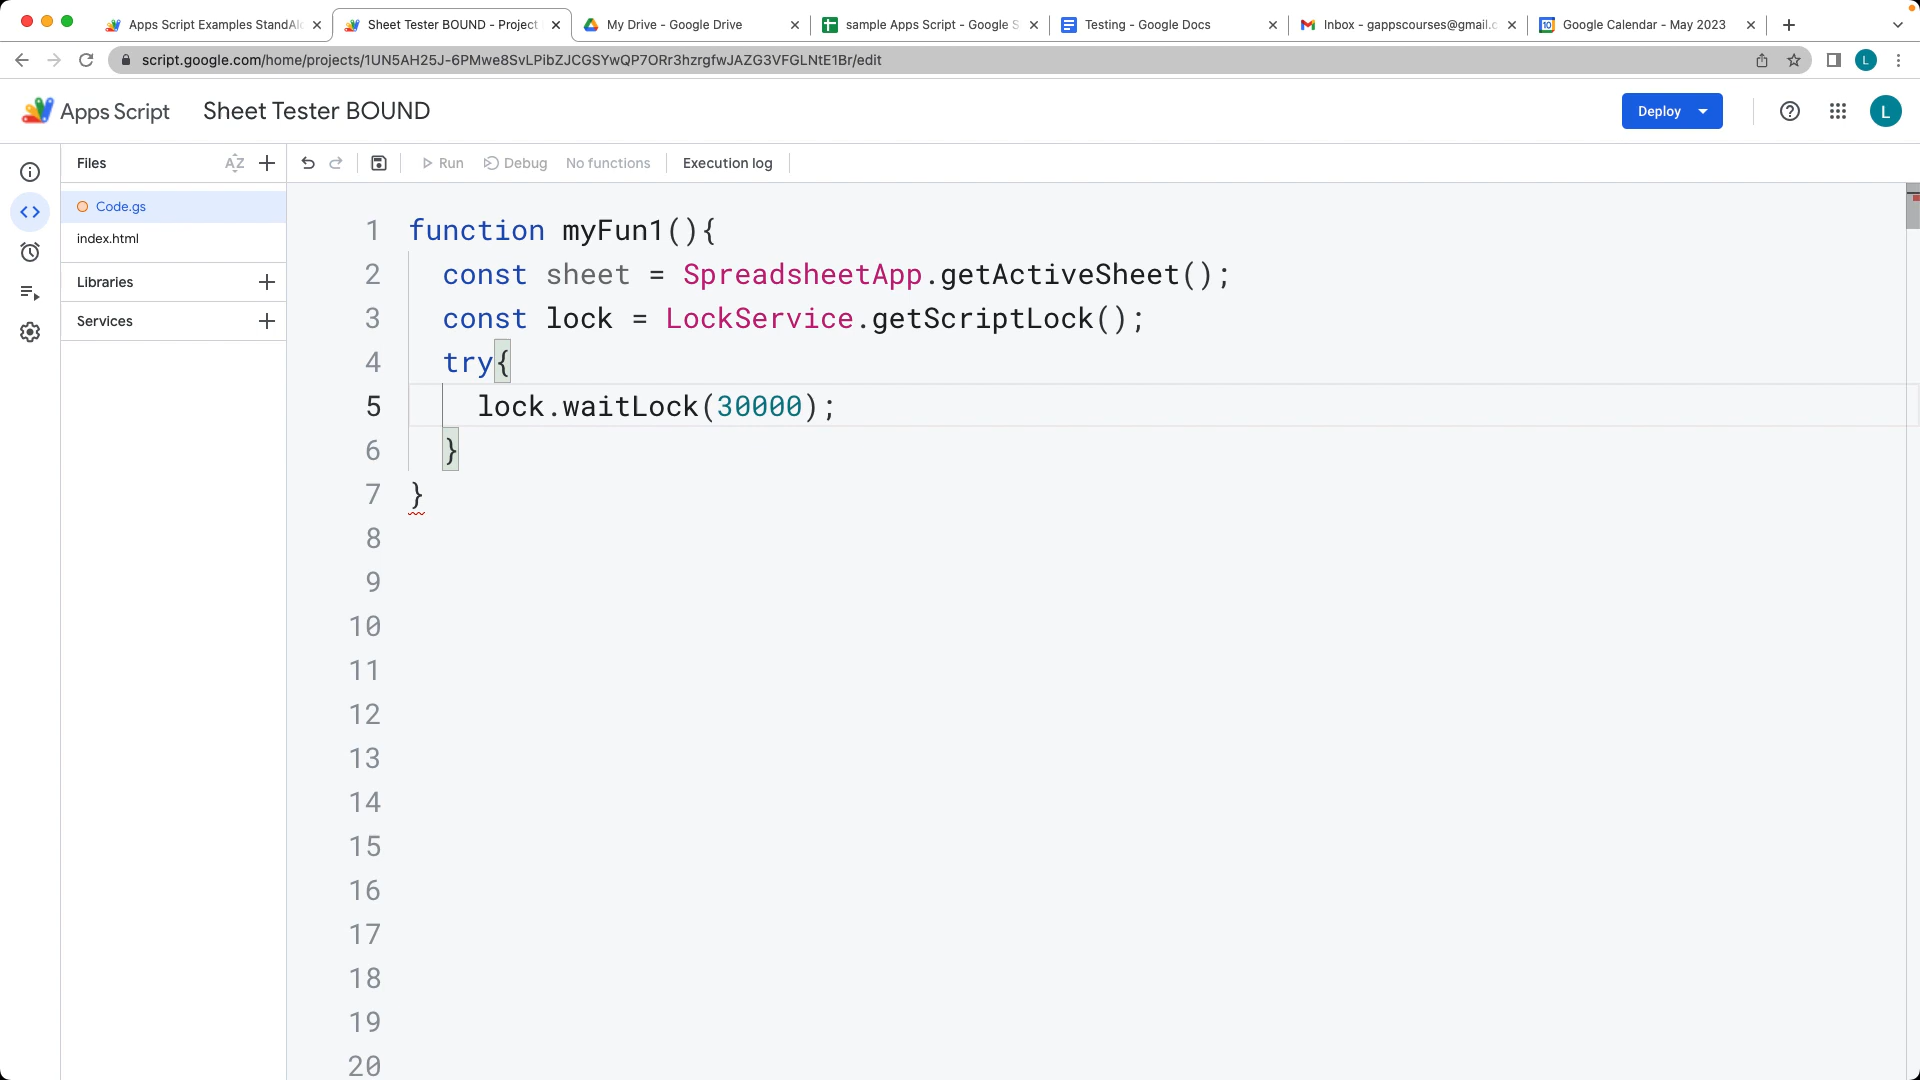 Apps Script Examples StandAl
Sheet Tester BOUND - Project
My Drive - Google Drive
sample Apps Script - Google S
Testing - Google Docs
Inbox - gappscourses@gmail.c
Google Calendar - May 2023
script.google.com/home/projects/1UN5AH25J-6PMwe8SvLPibZJCGSYwQP7ORr3hzrgfwJAZG3VFGLNtE1Br/edit
L
Apps Script
Sheet Tester BOUND
Deploy
L
Files
AZ
Run
Debug
No functions
Execution log
Code.gs
index.html
Libraries
Services
1 function myFun1(){
2 const sheet = SpreadsheetApp.getActiveSheet();
3 const lock = LockService.getScriptLock();
4 try{
5 lock.waitLock(30000);
6 }
7 }
8
9
10
11
12
13
14
15
16
17
18
19
20